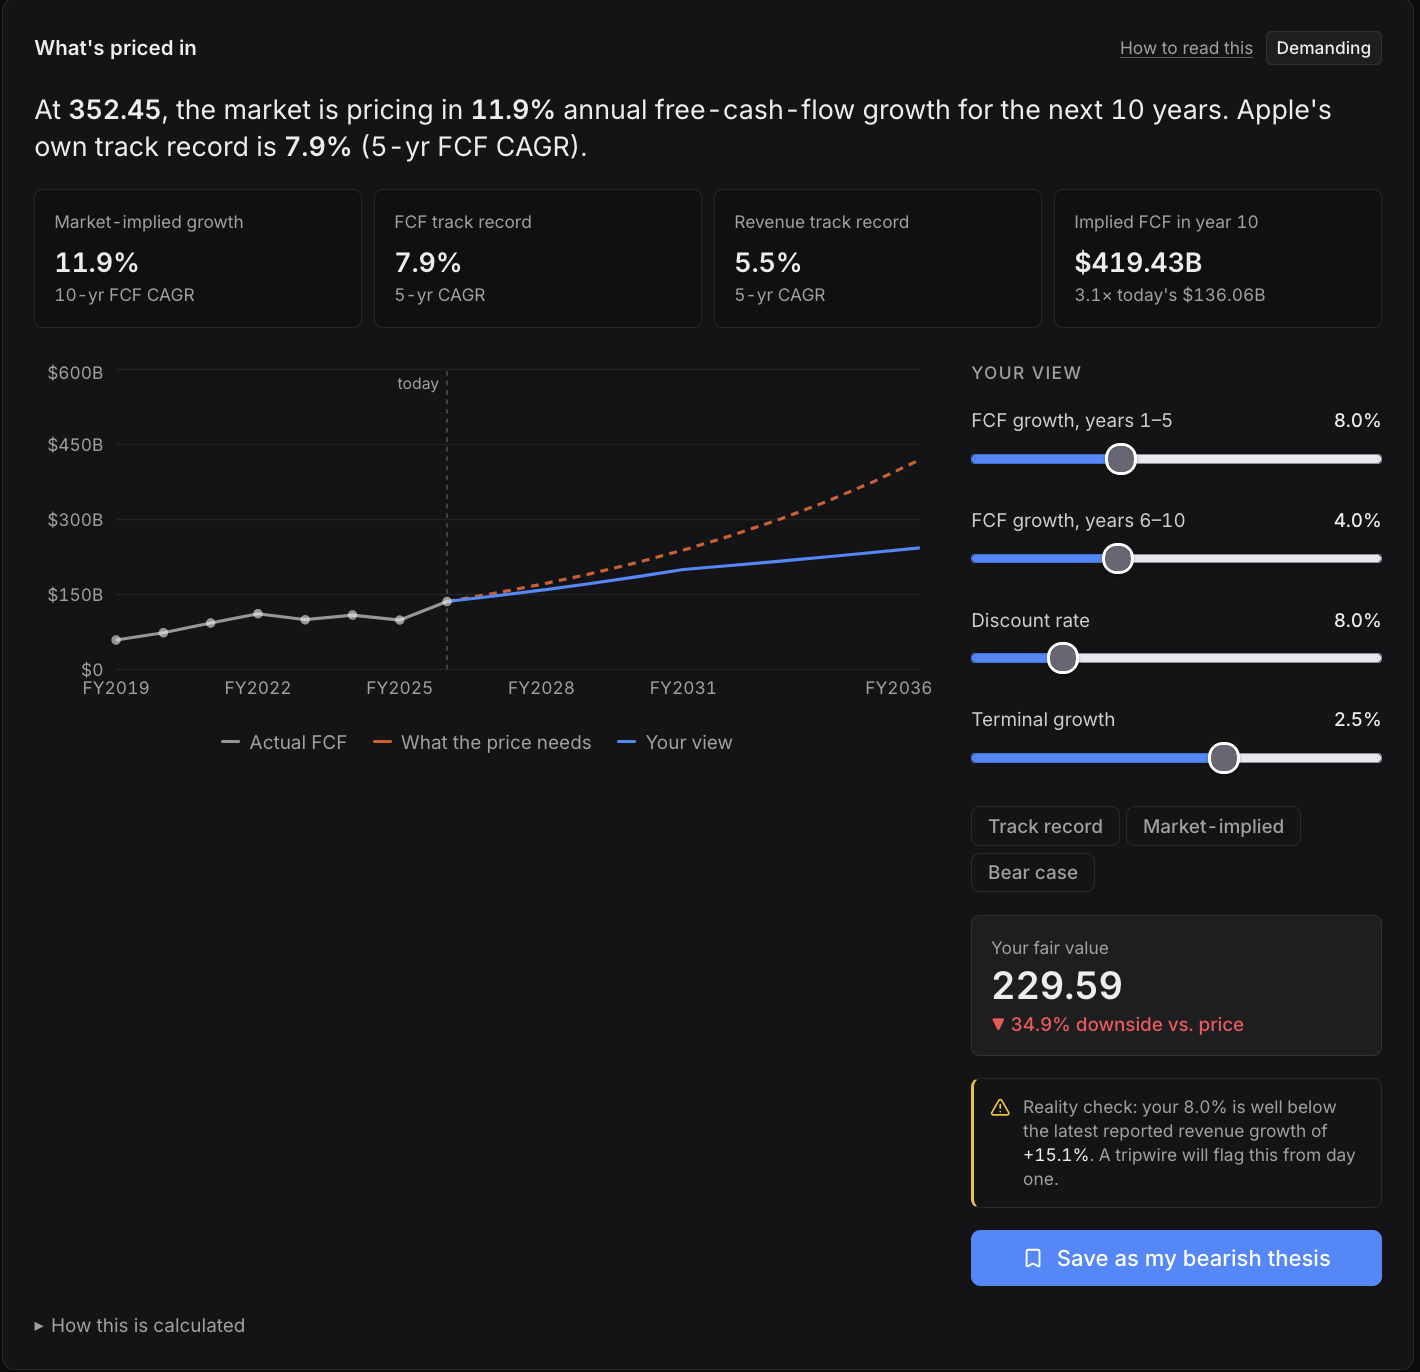 What's priced in
How to read this
Demanding
At 352.45, the market is pricing in 11.9% annual free-cash-flow growth for the next 10 years. Apple's
own track record is 7.9% (5-yr FCF CAGR).
Market-implied growth
11.9%
10-yr FCF CAGR
FCF track record
7.9%
5-yr CAGR
Revenue track record
5.5%
5-yr CAGR
Implied FCF in year 10
$419.43B
3.1× today's $136.06B
$600B
$450B
$300B
$150B
$0
today
FY2019
FY2022
FY2025
FY2028
FY2031
FY2036
Actual FCF
What the price needs
Your view
YOUR VIEW
FCF growth, years 1–5
8.0%
FCF growth, years 6–10
4.0%
Discount rate
8.0%
Terminal growth
2.5%
Track record
Market-implied
Bear case
Your fair value
229.59
▼ 34.9% downside vs. price
Reality check: your 8.0% is well below
the latest reported revenue growth of
+15.1%. A tripwire will flag this from day
one.
Save as my bearish thesis
▸ How this is calculated